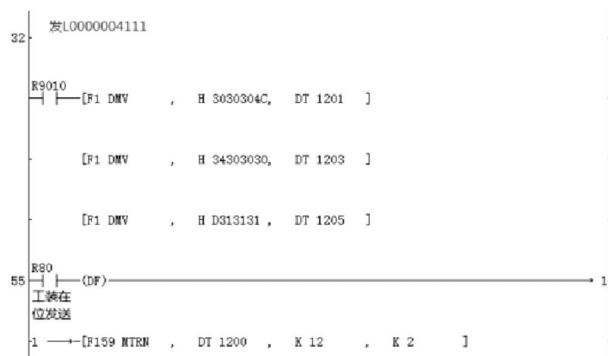 发L0000004111
32
R9010
[F1 DMV , H 3030304C, DT 1201 ]
[F1 DMV , H 34303030, DT 1203 ]
[F1 DMV , H D313131 , DT 1205 ]
R80
55 (DF) 1
工装在
位发送
1 [F159 MTRN , DT 1200 , K 12 , K 2 ]